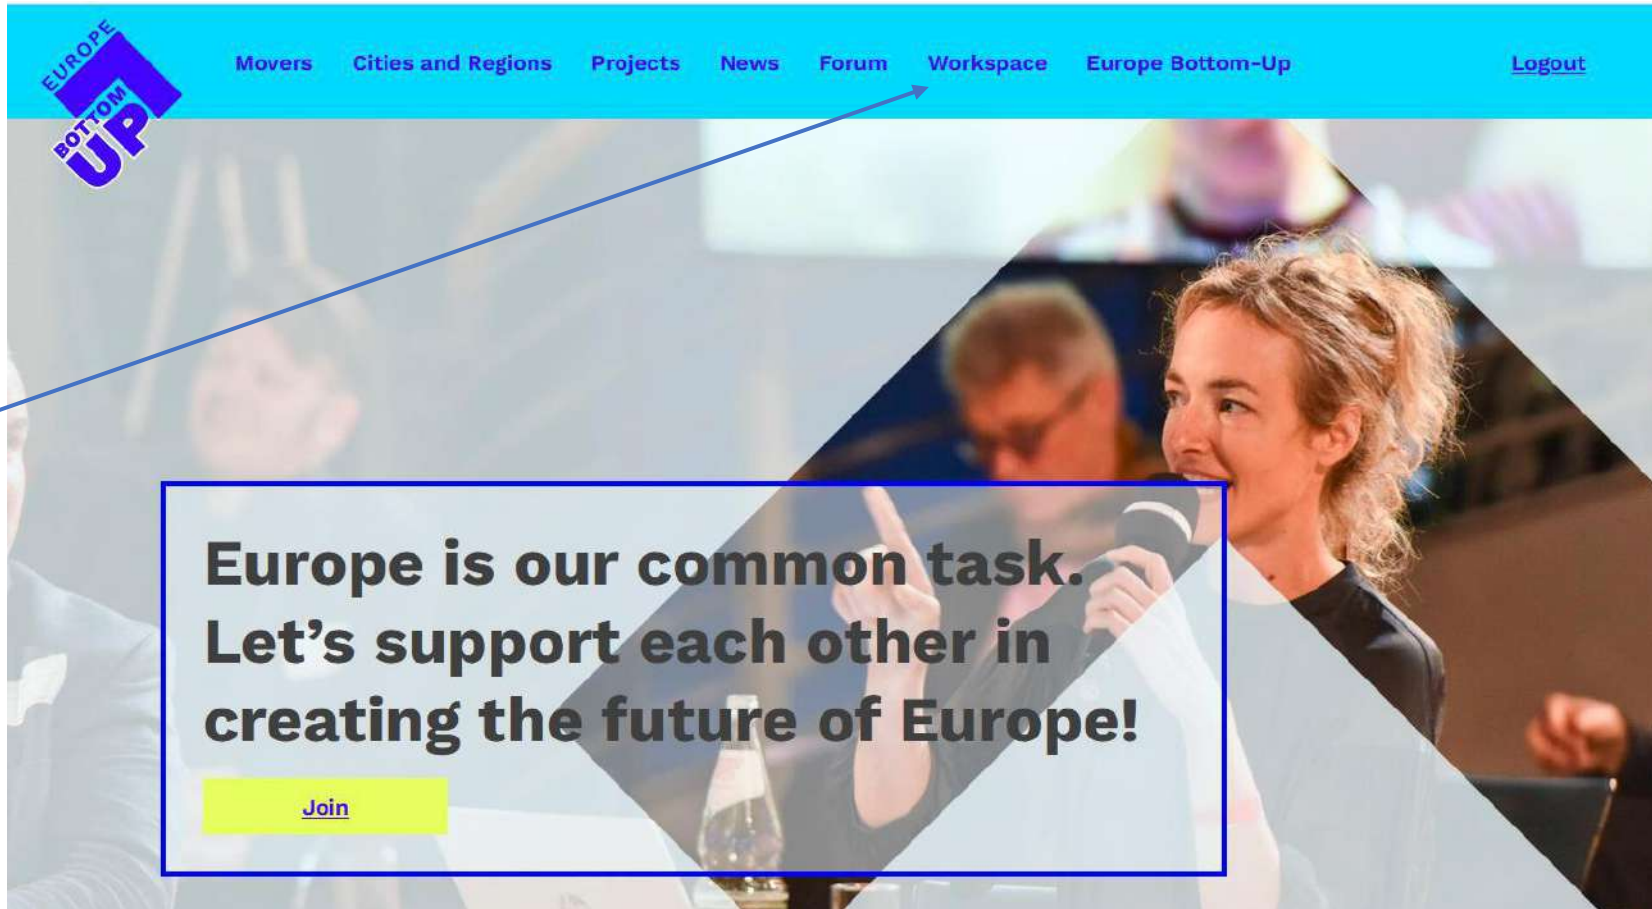 EUROPE
BOTTOM
UP
Movers Cities and Regions Projects News Forum Workspace Europe Bottom-Up Logout
Europe is our common task.
Let’s support each other in
creating the future of Europe!
Join